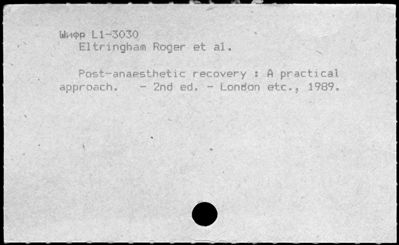 Шифр L1-3030
Eltringham Roger et al.
Post-anaesthetic recovery : A practical
approach. - 2nd ed. - London etc., 1989.